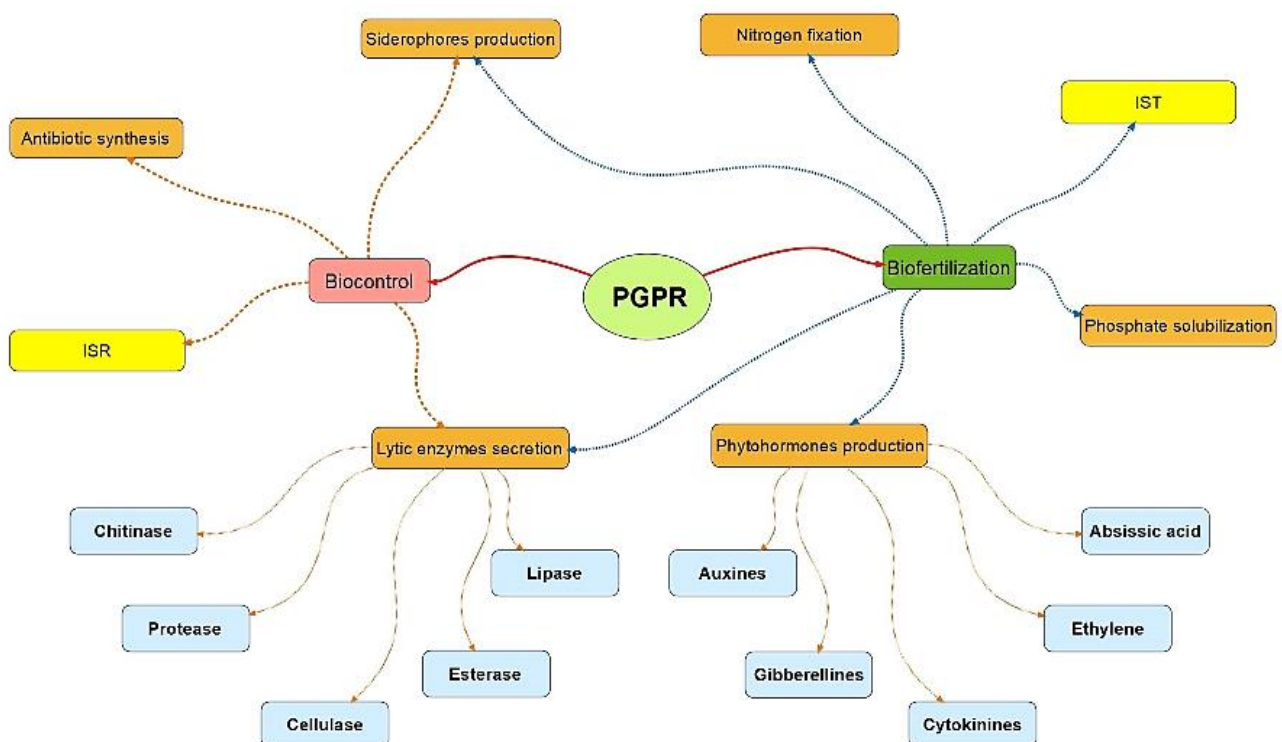 Siderophores production
Nitrogen fixation
IST
Antibiotic synthesis
Biocontrol
PGPR
Biofertilization
Phosphate solubilization
ISR
Lytic enzymes secretion
Phytohormones production
Chitinase
Absissic acid
Lipase
Auxines
Protease
Ethylene
Esterase
Gibberellines
Cellulase
Cytokinines